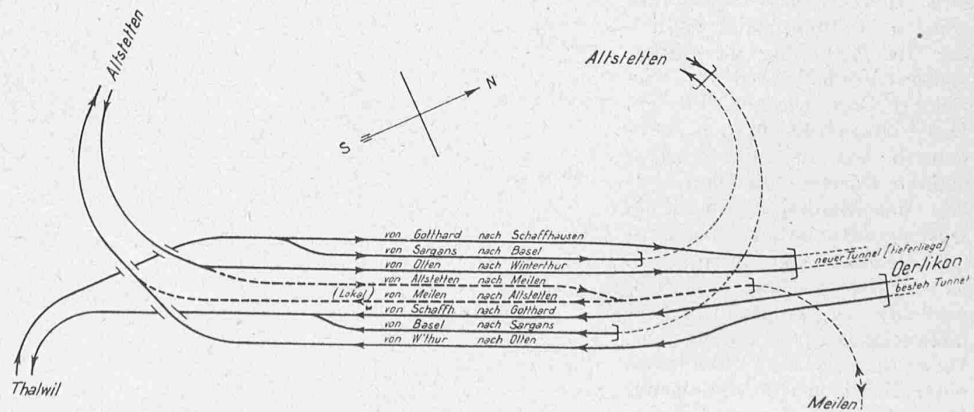 Altstetten
Altstetten
N
S
von Gotthard nach Schaffhausen
von Sargans nach Basel
von Olten nach Winterthur
von Altstetten nach Meilen
(Lokal) von Meilen nach Altstetten
von Schaffh. nach Gotthard
von Basel nach Sargans
von W'thur nach Olten
neuer Tunnel (tieferliegd)
Oerlikon
besteh Tunnel
Thalwil
Meilen